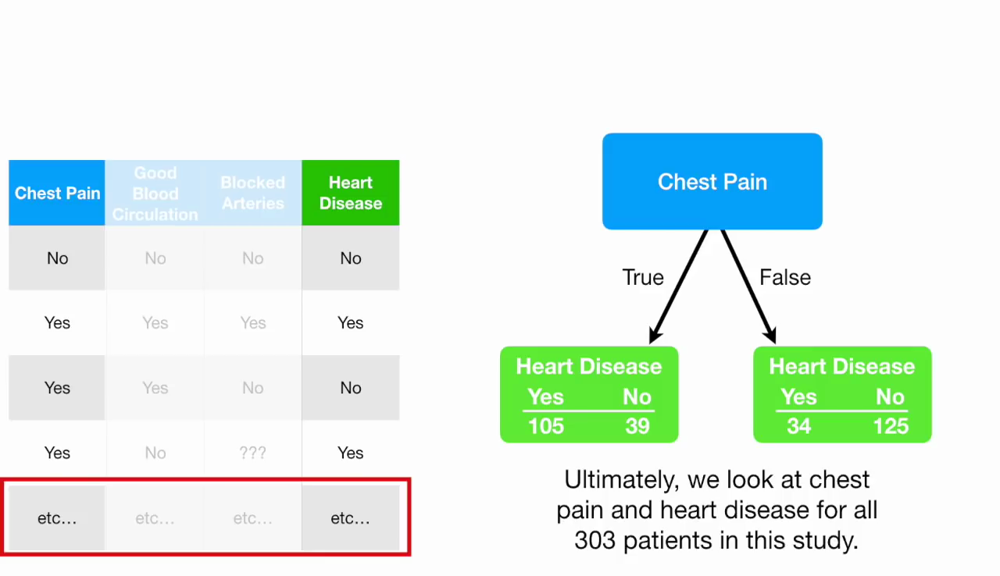 Chest Pain
Good
Blood
Circulation
Blocked
Arteries
Heart
Disease
No No No No
Yes Yes Yes Yes
Yes Yes No No
Yes No ??? Yes
etc... etc... etc... etc...
Chest Pain
True False
Heart Disease
Yes No
105 39
Heart Disease
Yes No
34 125
Ultimately, we look at chest
pain and heart disease for all
303 patients in this study.